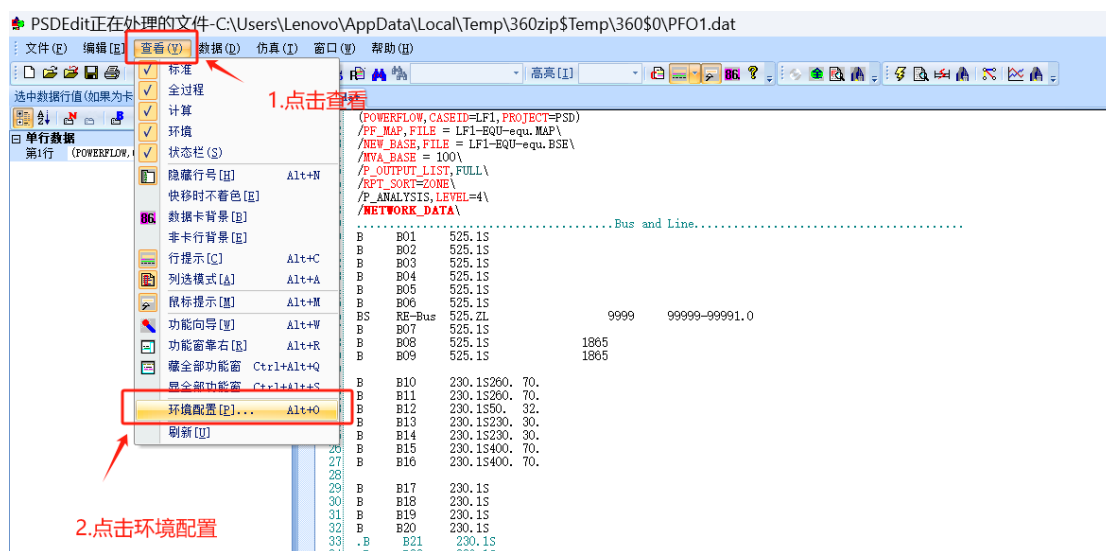 PSDEdit正在处理的文件-C:\Users\Lenovo\AppData\Local\Temp\360zip$Temp\360$0\PFO1.dat
文件(F) 编辑[E] 查看(V) 数据(D) 仿真(I) 窗口(W) 帮助(H)
高亮[I]
选中数据行值(如果为卡
单行数据
第1行 (POWERFLOW,
标准
全过程
计算
环境
状态栏(S)
隐藏行号[H] Alt+N
快移时不着色[E]
数据卡背景[B]
非卡行背景[E]
行提示[C] Alt+C
列选模式[A] Alt+A
鼠标提示[M] Alt+M
功能向导[W] Alt+W
功能窗靠右[R] Alt+R
藏全部功能窗 Ctrl+Alt+Q
显全部功能窗 Ctrl+Alt+S
环境配置[P]... Alt+O
刷新[U]
1.点击查看
2.点击环境配置
(POWERFLOW,CASEID=LF1,PROJECT=PSD)
/PF_MAP,FILE = LF1-EQU-equ.MAP\
/NEW_BASE,FILE = LF1-EQU-equ.BSE\
/MVA_BASE = 100\
/P_OUTPUT_LIST,FULL\
/RPT_SORT=ZONE\
/P_ANALYSIS,LEVEL=4\
/NETWORK_DATA\
.......................................Bus and Line.........................................
B B01 525.1S
B B02 525.1S
B B03 525.1S
B B04 525.1S
B B05 525.1S
B B06 525.1S
BS RE-Bus 525.ZL 9999 99999-99991.0
B B07 525.1S
B B08 525.1S 1865
B B09 525.1S 1865
B B10 230.1S260. 70.
B B11 230.1S260. 70.
B B12 230.1S50. 32.
B B13 230.1S230. 30.
B B14 230.1S230. 30.
26 B B15 230.1S400. 70.
27 B B16 230.1S400. 70.
28
29 B B17 230.1S
30 B B18 230.1S
31 B B19 230.1S
32 B B20 230.1S
33 .B B21 230.1S